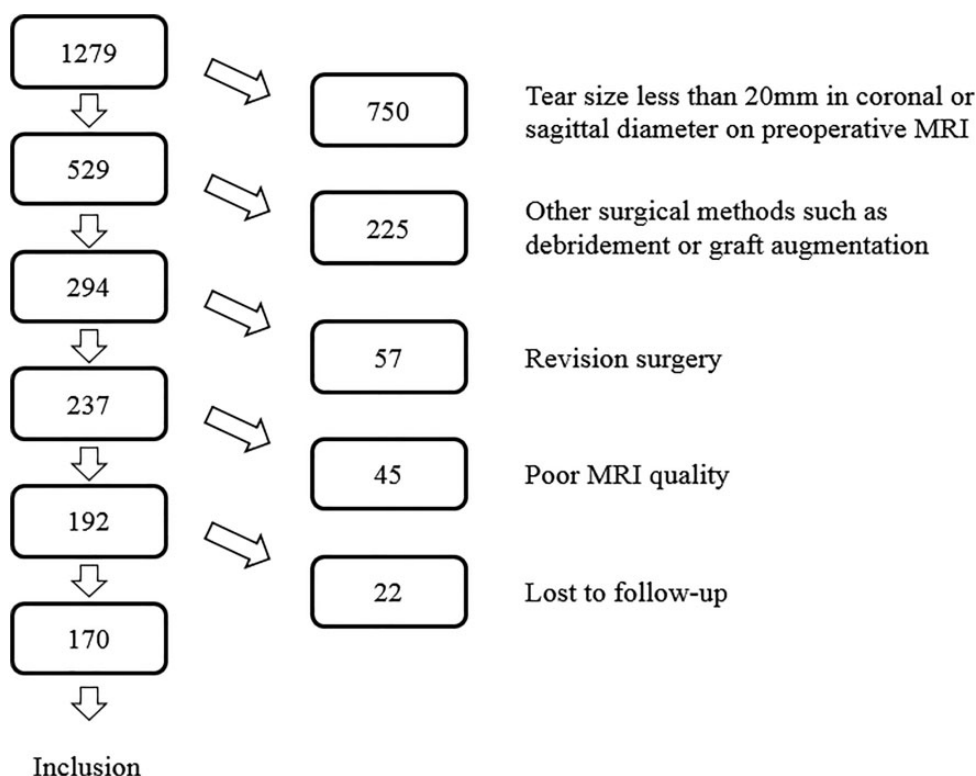 1279
750
Tear size less than 20mm in coronal or
sagittal diameter on preoperative MRI
529
225
Other surgical methods such as
debridement or graft augmentation
294
57
Revision surgery
237
45
Poor MRI quality
192
22
Lost to follow-up
170
Inclusion